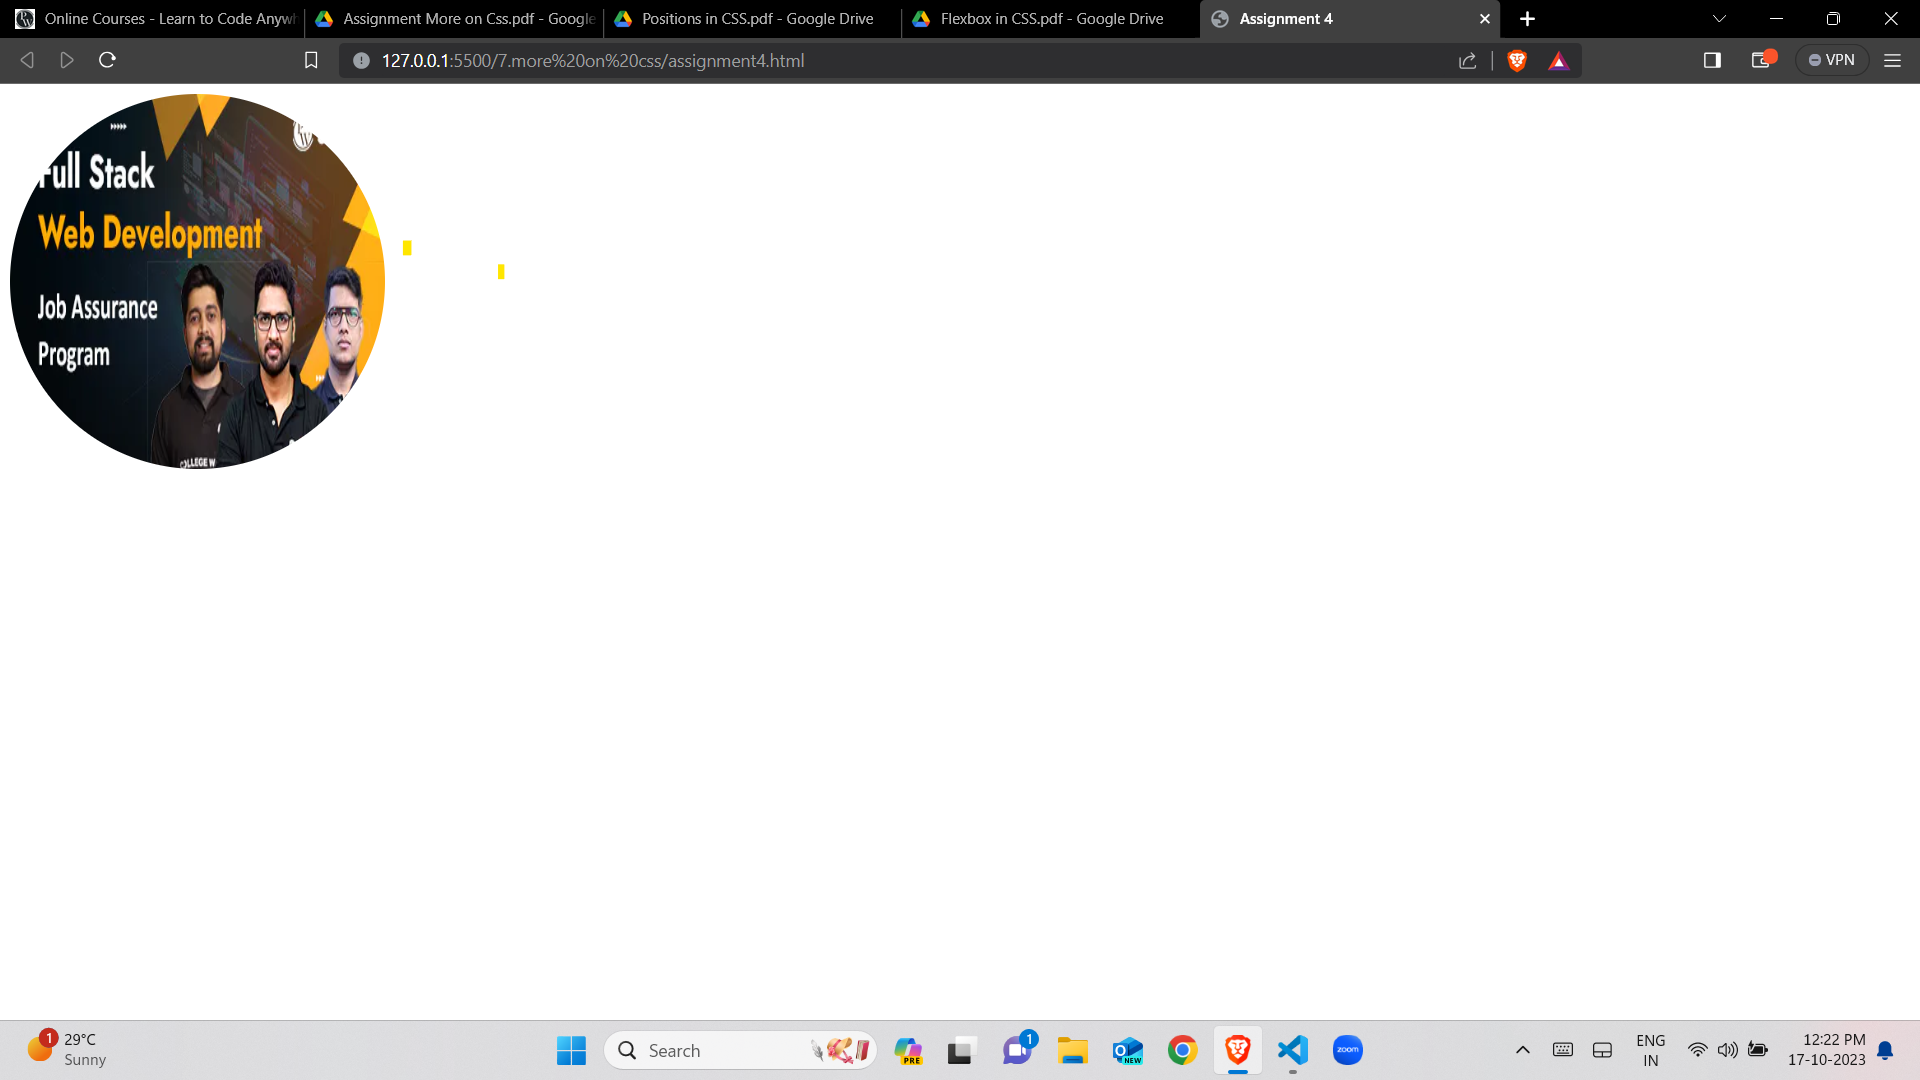 Online Courses - Learn to Code Anywh
Assignment More on Css.pdf - Google
Positions in CSS.pdf - Google Drive
Flexbox in CSS.pdf - Google Drive
Assignment 4
127.0.0.1:5500/7.more%20on%20css/assignment4.html
VPN
Full Stack
Web Development
Job Assurance
Program
COLLEGE W
1
29°C
Sunny
Search
PRE
1
NEW
zoom
ENG
IN
12:22 PM
17-10-2023